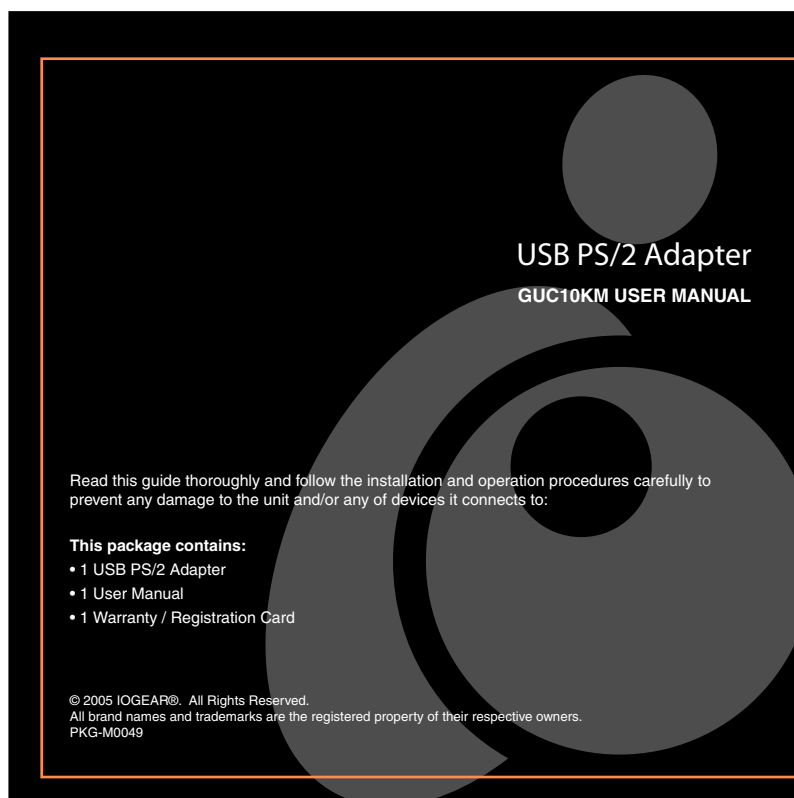 USB PS/2 Adapter
GUC10KM USER MANUAL
Read this guide thoroughly and follow the installation and operation procedures carefully to
prevent any damage to the unit and/or any of devices it connects to:
This package contains:
• 1 USB PS/2 Adapter
• 1 User Manual
• 1 Warranty / Registration Card
© 2005 IOGEAR®. All Rights Reserved.
All brand names and trademarks are the registered property of their respective owners.
PKG-M0049